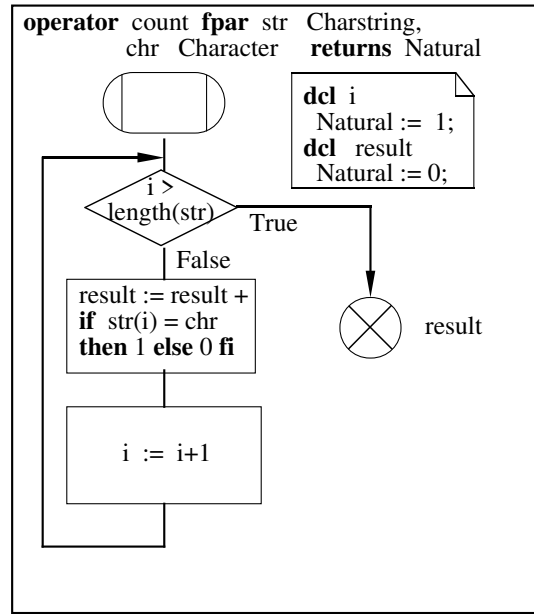 operator count fpar str Charstring,
chr Character returns Natural
dcl i
Natural := 1;
dcl result
Natural := 0;
i >
length(str)
True
False
result := result +
if str(i) = chr
then 1 else 0 fi
result
i := i+1